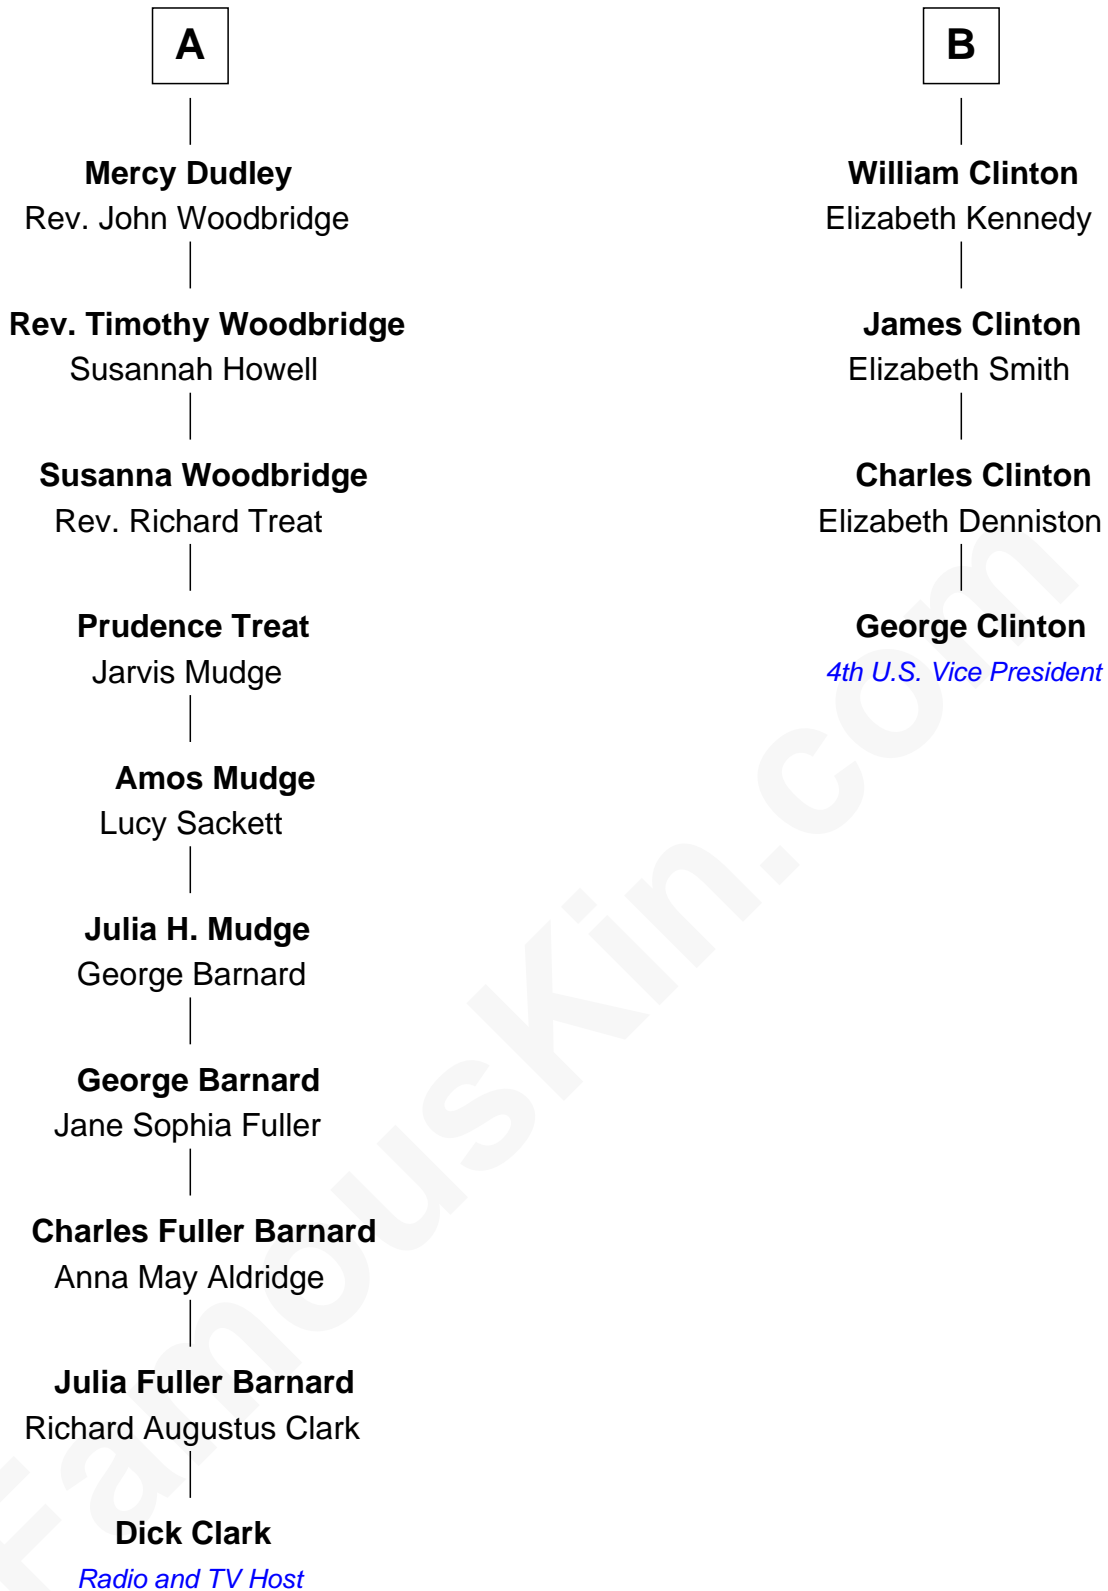 A
Mercy Dudley
Rev. John Woodbridge
Rev. Timothy Woodbridge
Susannah Howell
Susanna Woodbridge
Rev. Richard Treat
Prudence Treat
Jarvis Mudge
Amos Mudge
Lucy Sackett
Julia H. Mudge
George Barnard
George Barnard
Jane Sophia Fuller
Charles Fuller Barnard
Anna May Aldridge
Julia Fuller Barnard
Richard Augustus Clark
Dick Clark
Radio and TV Host
B
William Clinton
Elizabeth Kennedy
James Clinton
Elizabeth Smith
Charles Clinton
Elizabeth Denniston
George Clinton
4th U.S. Vice President
FamousKin.com